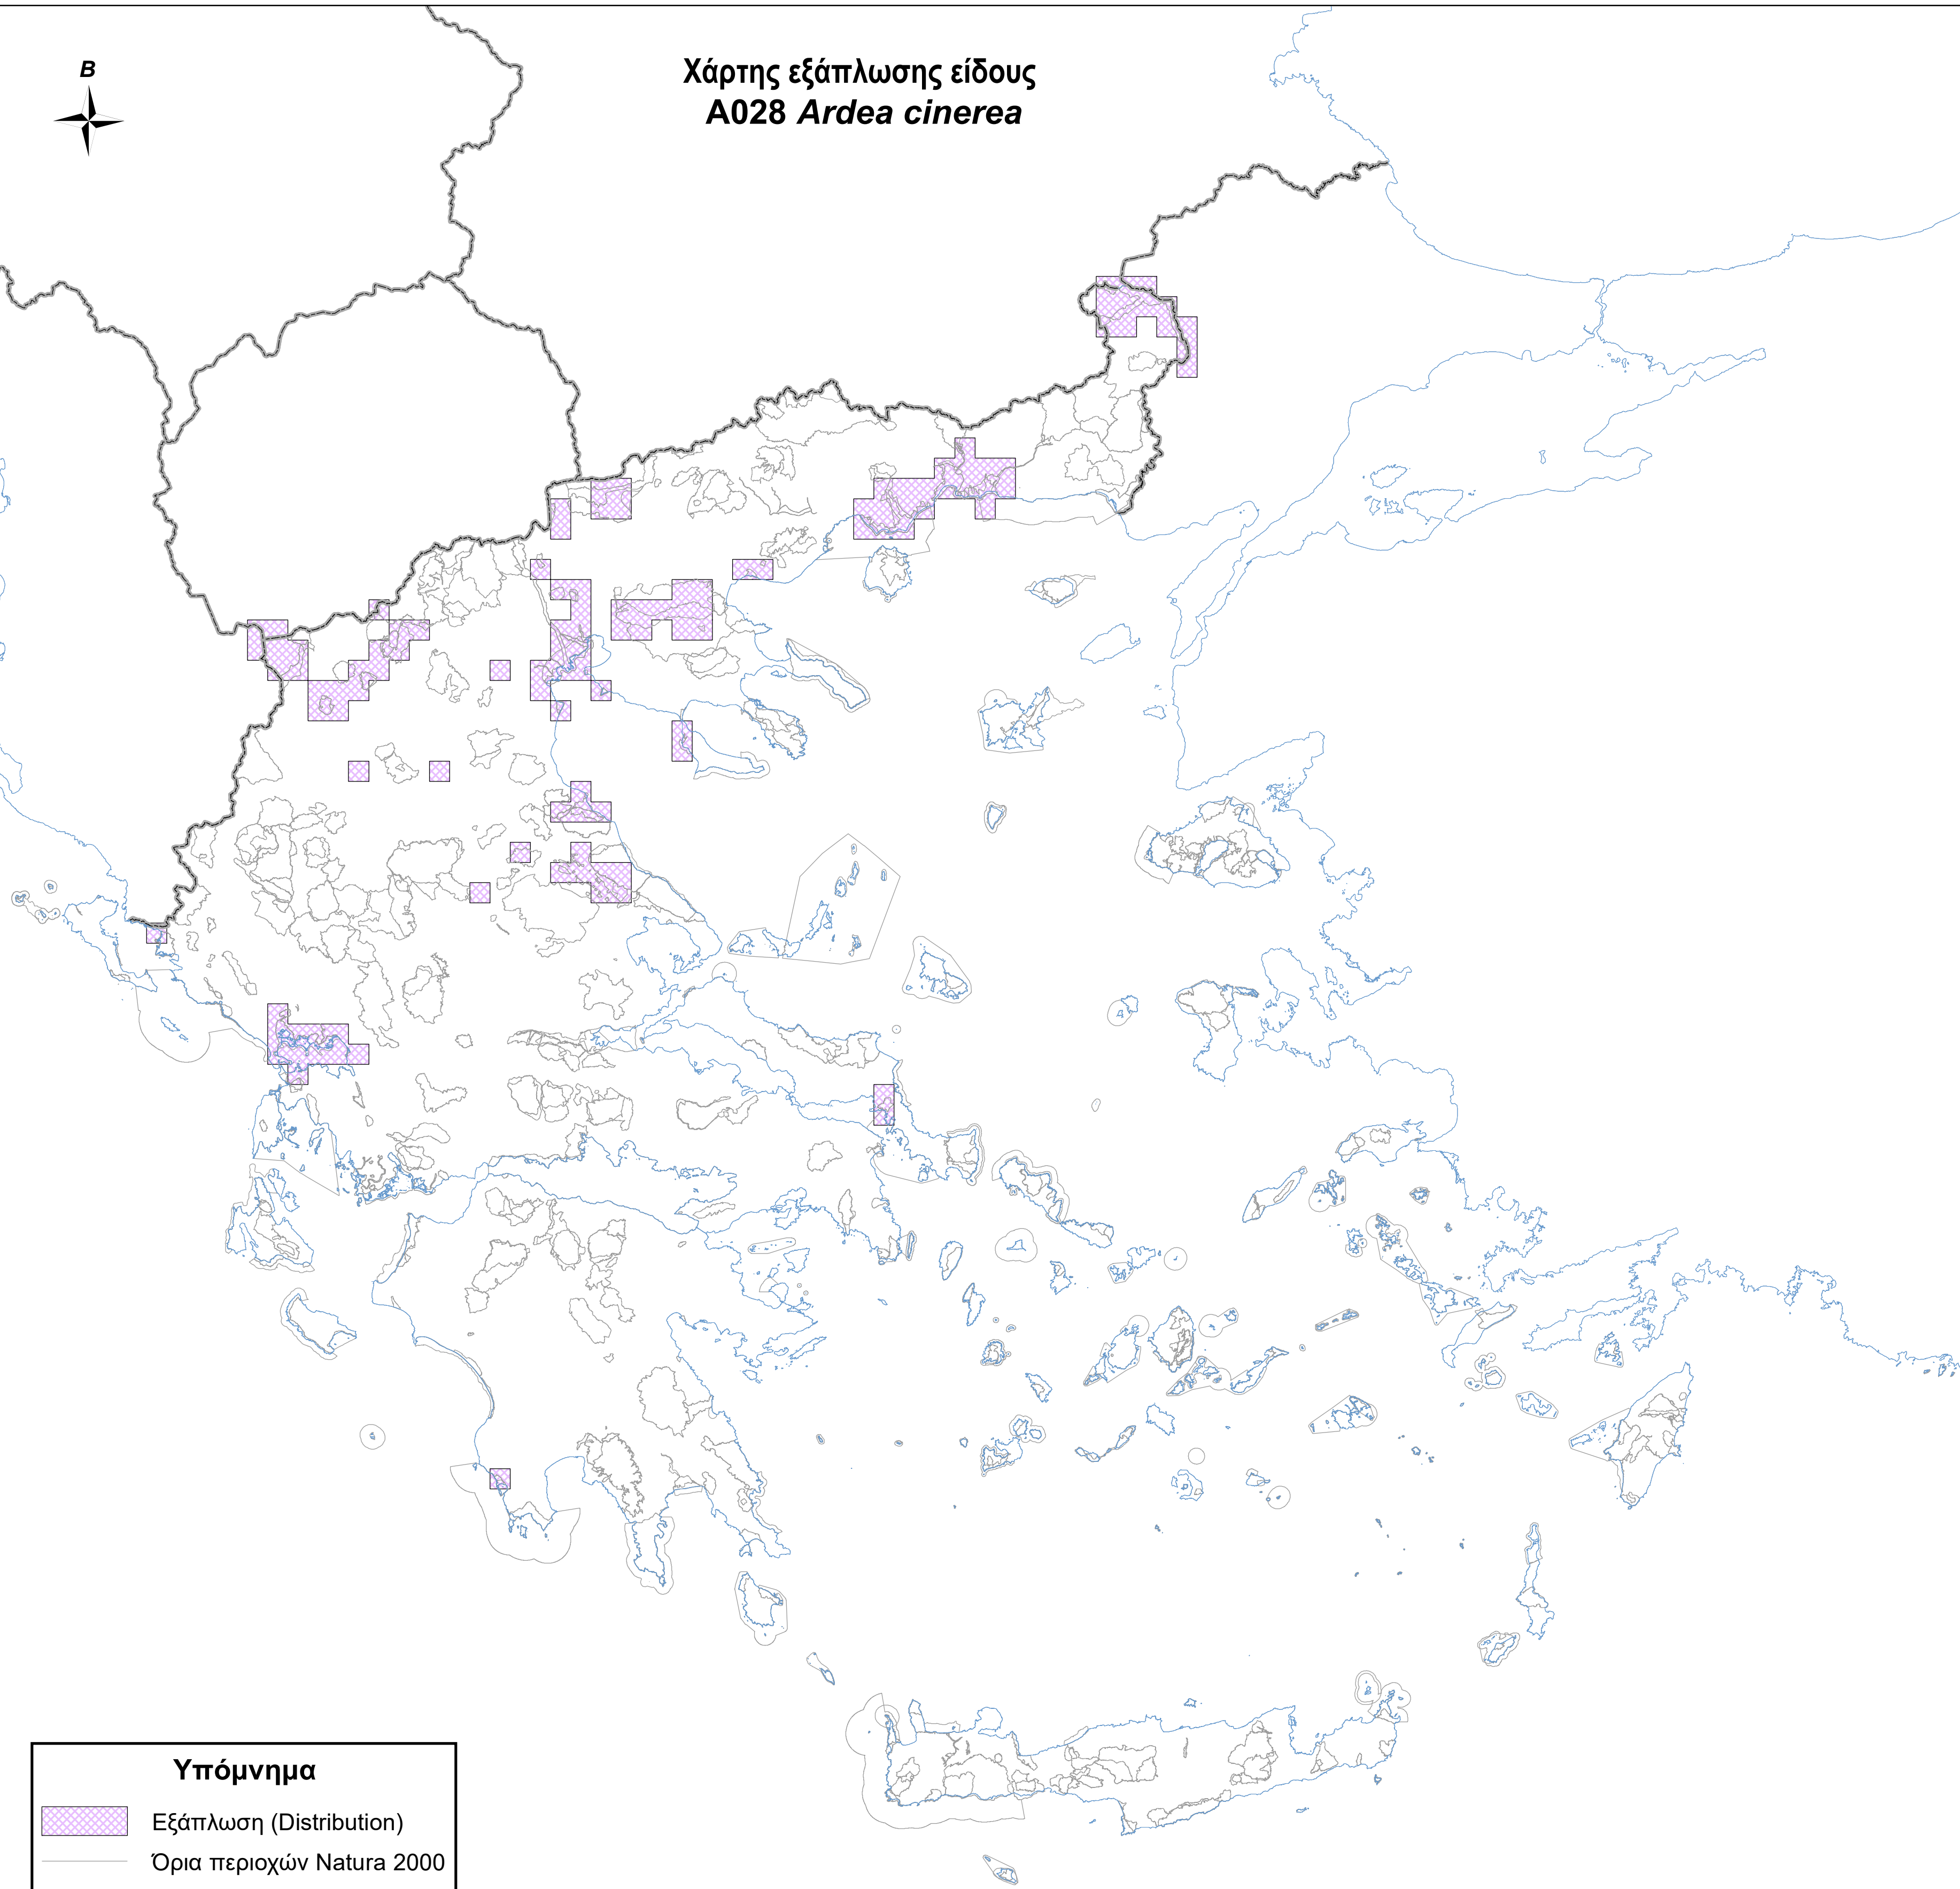 B
Χάρτης εξάπλωσης είδους
A028 Ardea cinerea
Υπόμνημα
Εξάπλωση (Distribution)
Όρια περιοχών Natura 2000